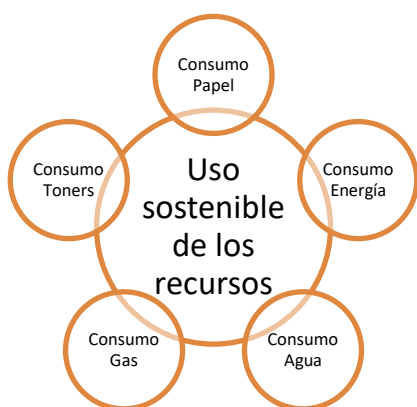 Consumo
Papel
Consumo
Toners
Uso
sostenible
de los
recursos
Consumo
Energía
Consumo
Gas
Consumo
Agua